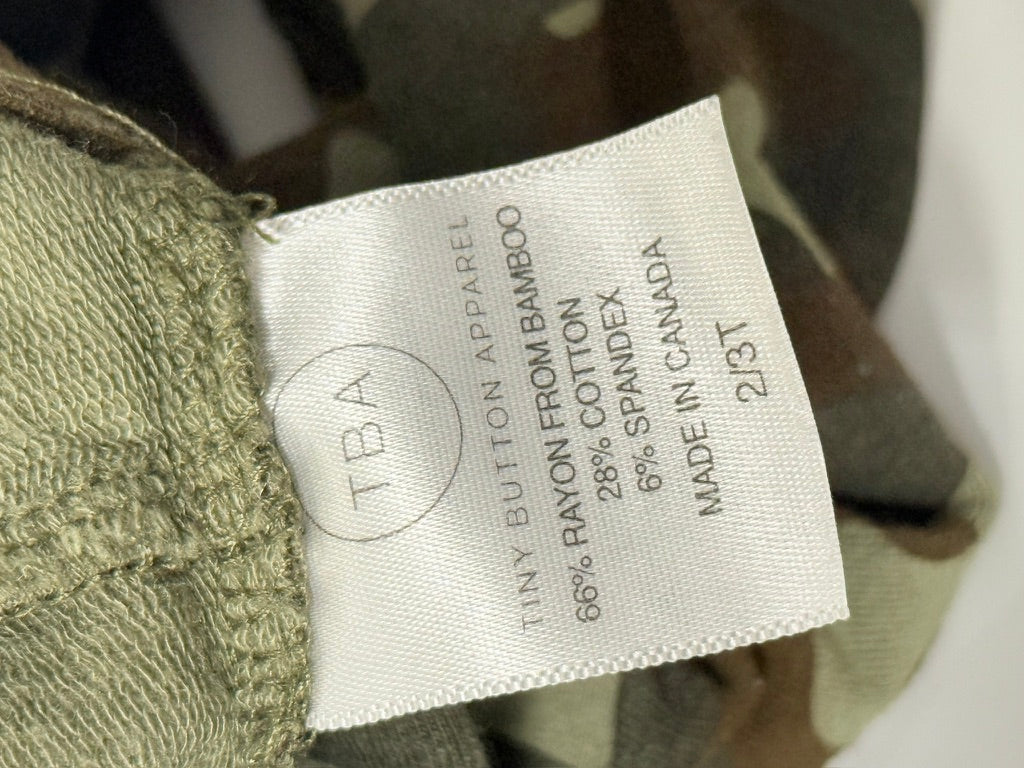 TBA
TINY BUTTON APPAREL
66% RAYON FROM BAMBOO
28% COTTON
6% SPANDEX
MADE IN CANADA
2/3T